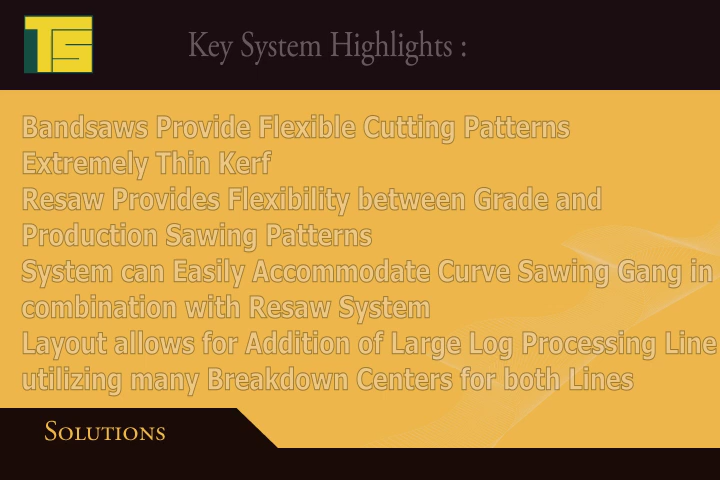 TS
Key System Highlights :
Bandsaws Provide Flexible Cutting Patterns
Extremely Thin Kerf
Resaw Provides Flexibility between Grade and
Production Sawing Patterns
System can Easily Accommodate Curve Sawing Gang in
combination with Resaw System
Layout allows for Addition of Large Log Processing Line
utilizing many Breakdown Centers for both Lines
Solutions